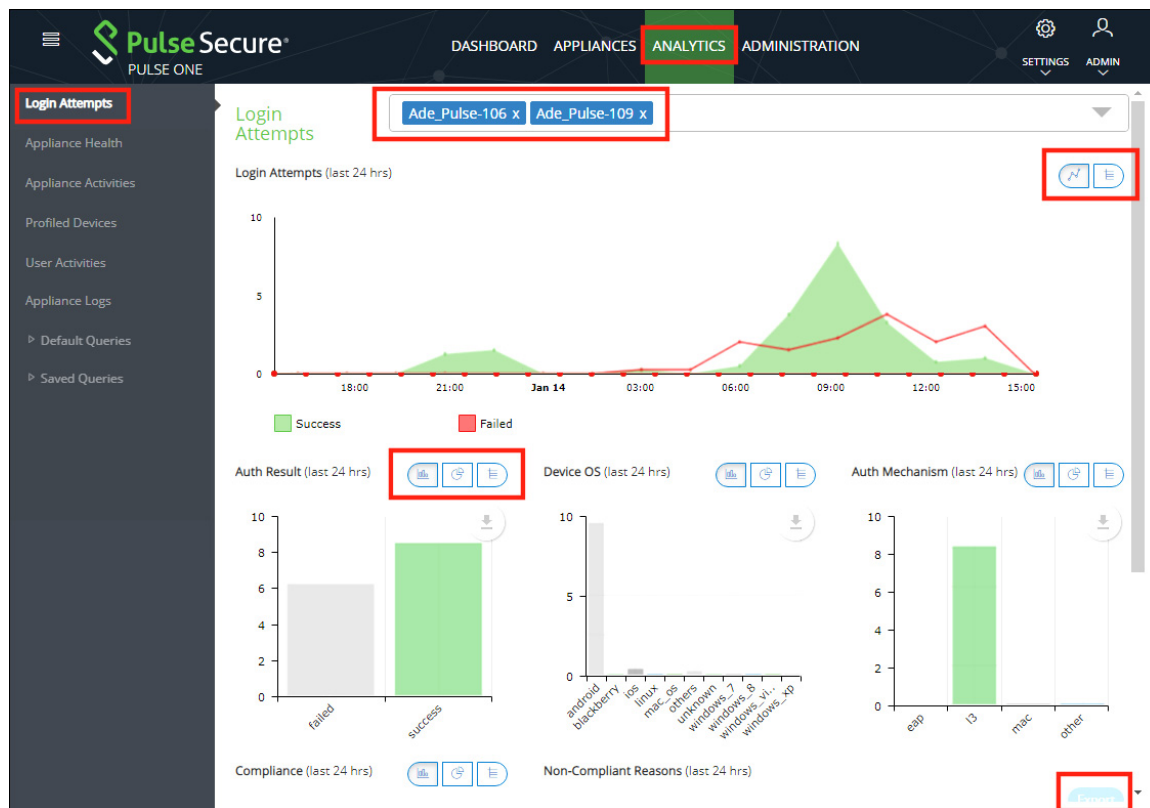 Pulse Secure®
PULSE ONE
DASHBOARD APPLIANCES ANALYTICS ADMINISTRATION
SETTINGS ADMIN
Login Attempts
Appliance Health
Appliance Activities
Profiled Devices
User Activities
Appliance Logs
Default Queries
Saved Queries
Login
Attempts
Ade_Pulse-106 x Ade_Pulse-109 x
Login Attempts (last 24 hrs)
10
5
0
18:00 21:00 Jan 14 03:00 06:00 09:00 12:00 15:00
Success Failed
Auth Result (last 24 hrs)
10
8
6
4
2
0
failed success
Device OS (last 24 hrs)
10
5
0
android blackberry ios linux mac_os others unknown windows_7 windows_8 windows_vi.. windows_xp
Auth Mechanism (last 24 hrs)
10
8
6
4
2
0
eap l3 mac other
Compliance (last 24 hrs)
Non-Compliant Reasons (last 24 hrs)